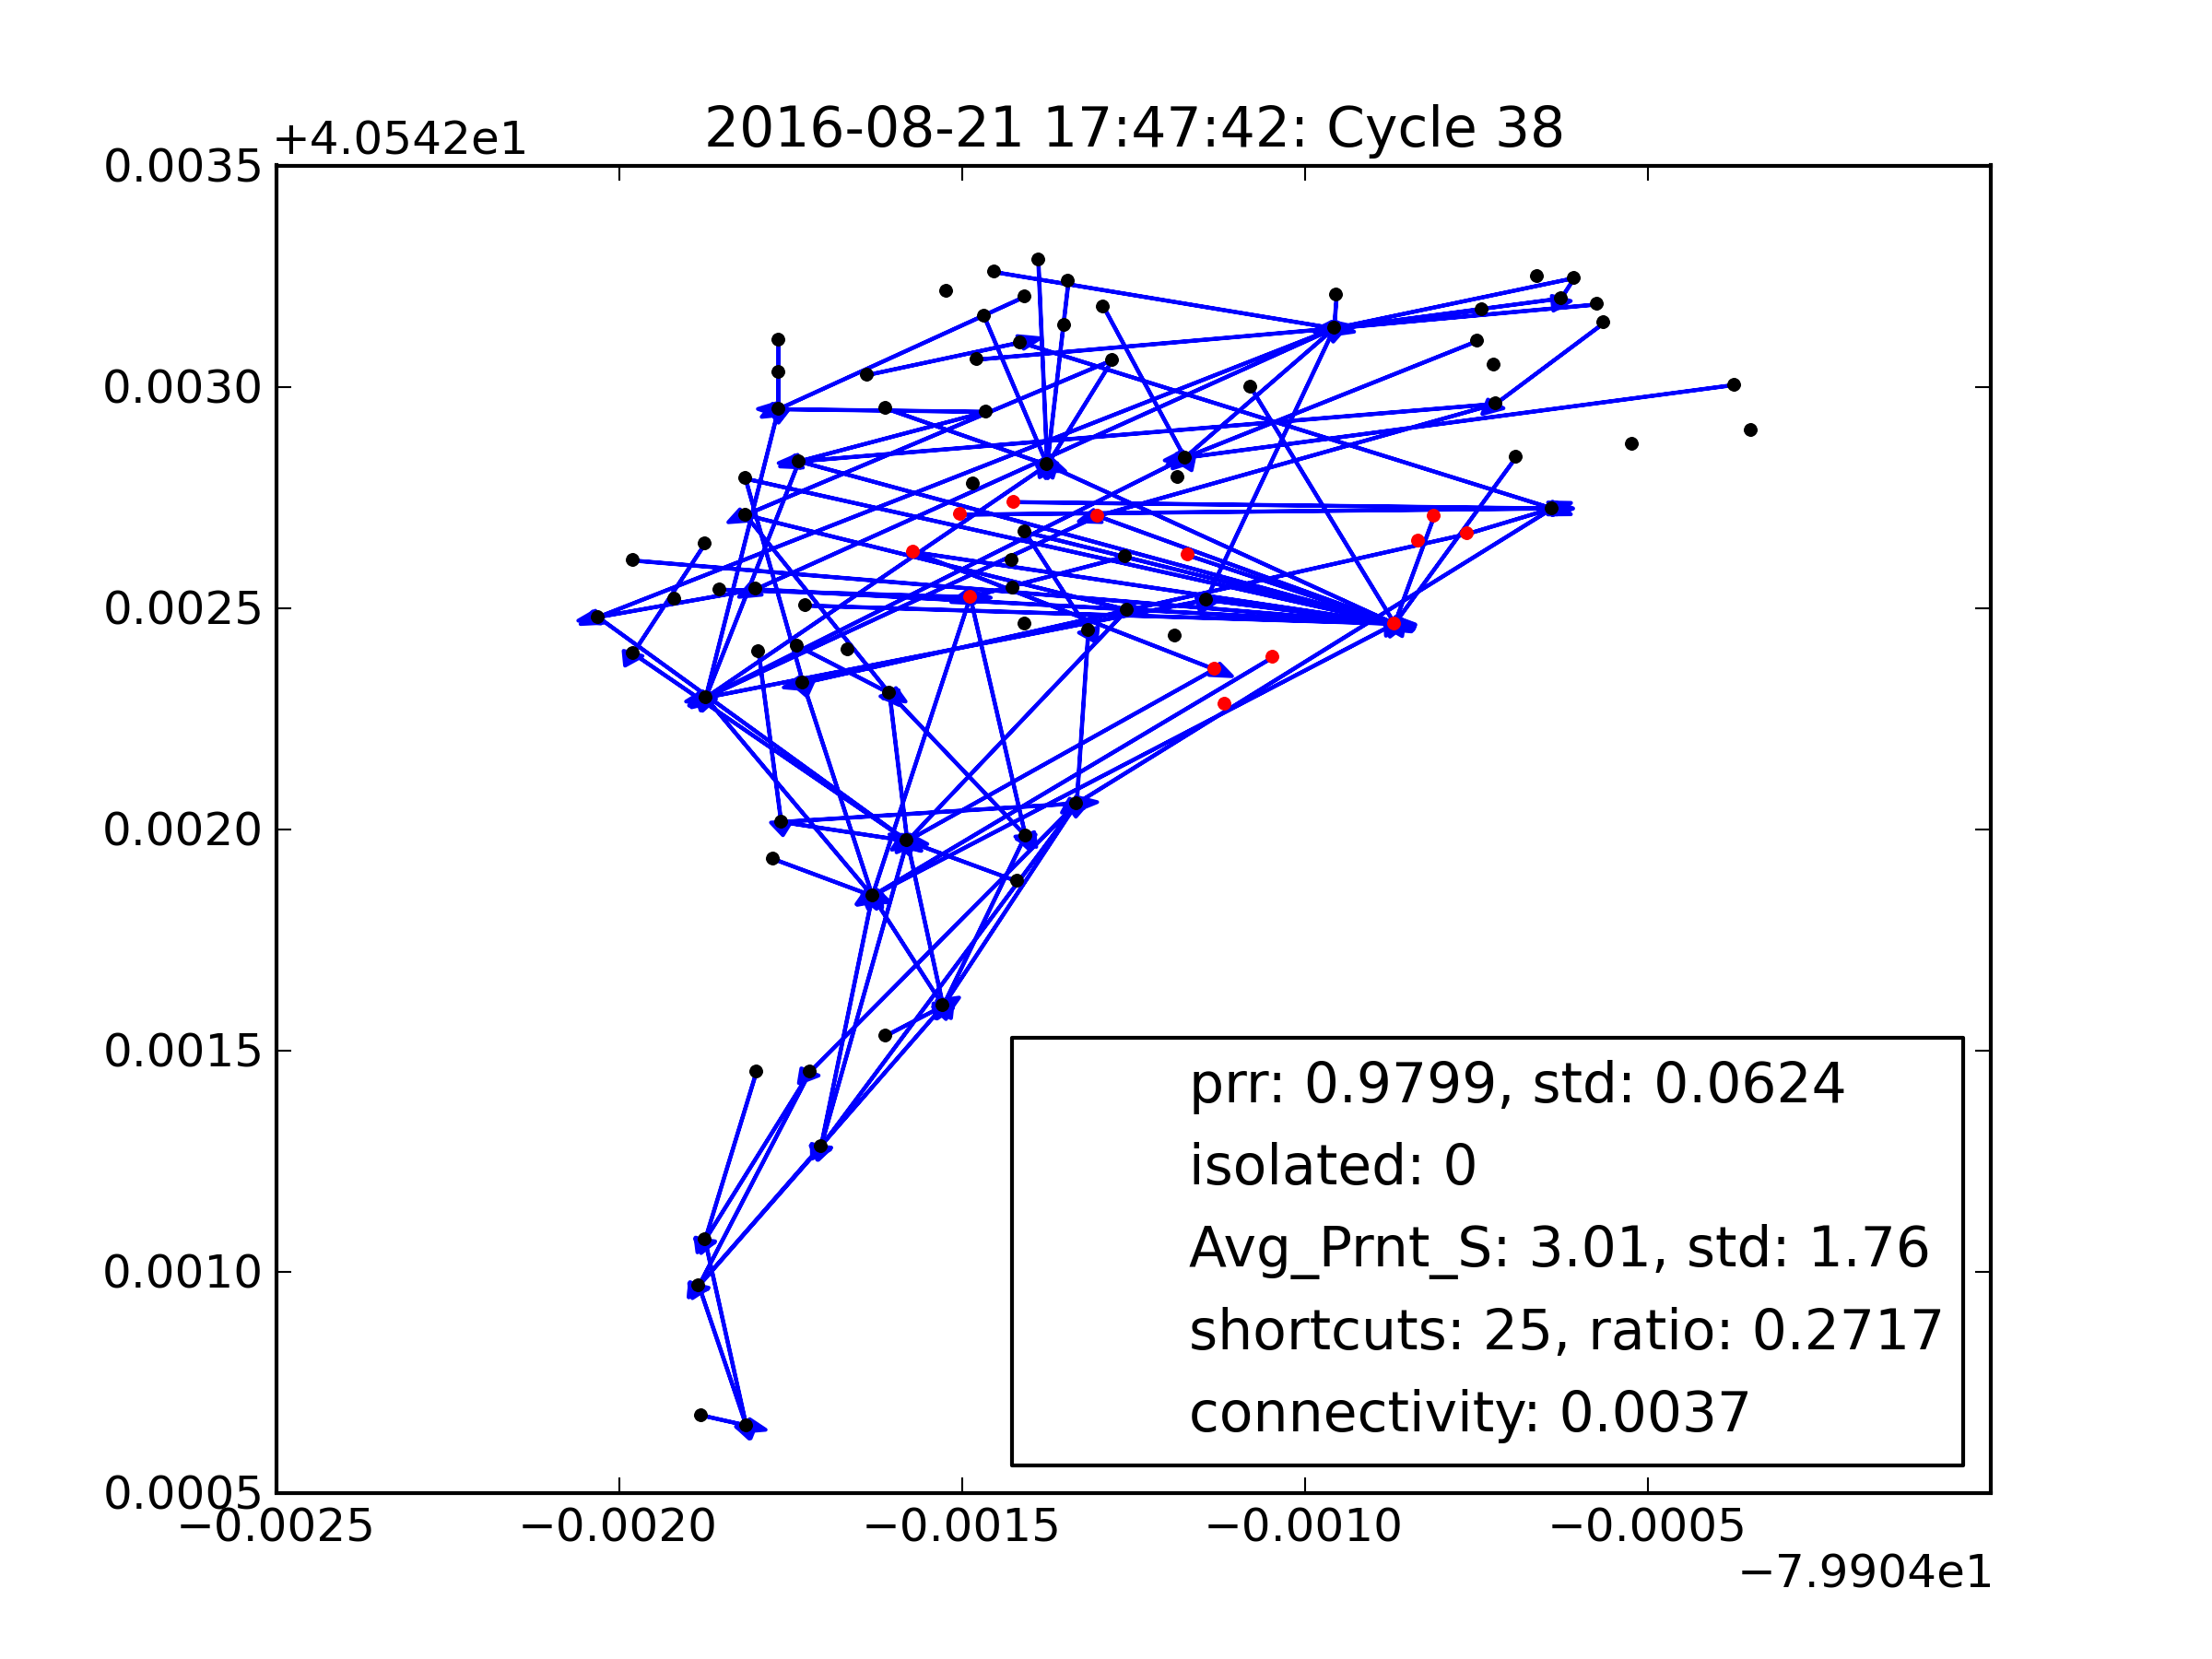 2016-08-21 17:47:42: Cycle 38
+4.0542e1
0.0035
0.0030
0.0025
0.0020
0.0015
0.0010
0.0005
prr: 0.9799, std: 0.0624
isolated: 0
Avg_Prnt_S: 3.01, std: 1.76
shortcuts: 25, ratio: 0.2717
connectivity: 0.0037
−0.0025 −0.0020 −0.0015 −0.0010 −0.0005
−7.9904e1